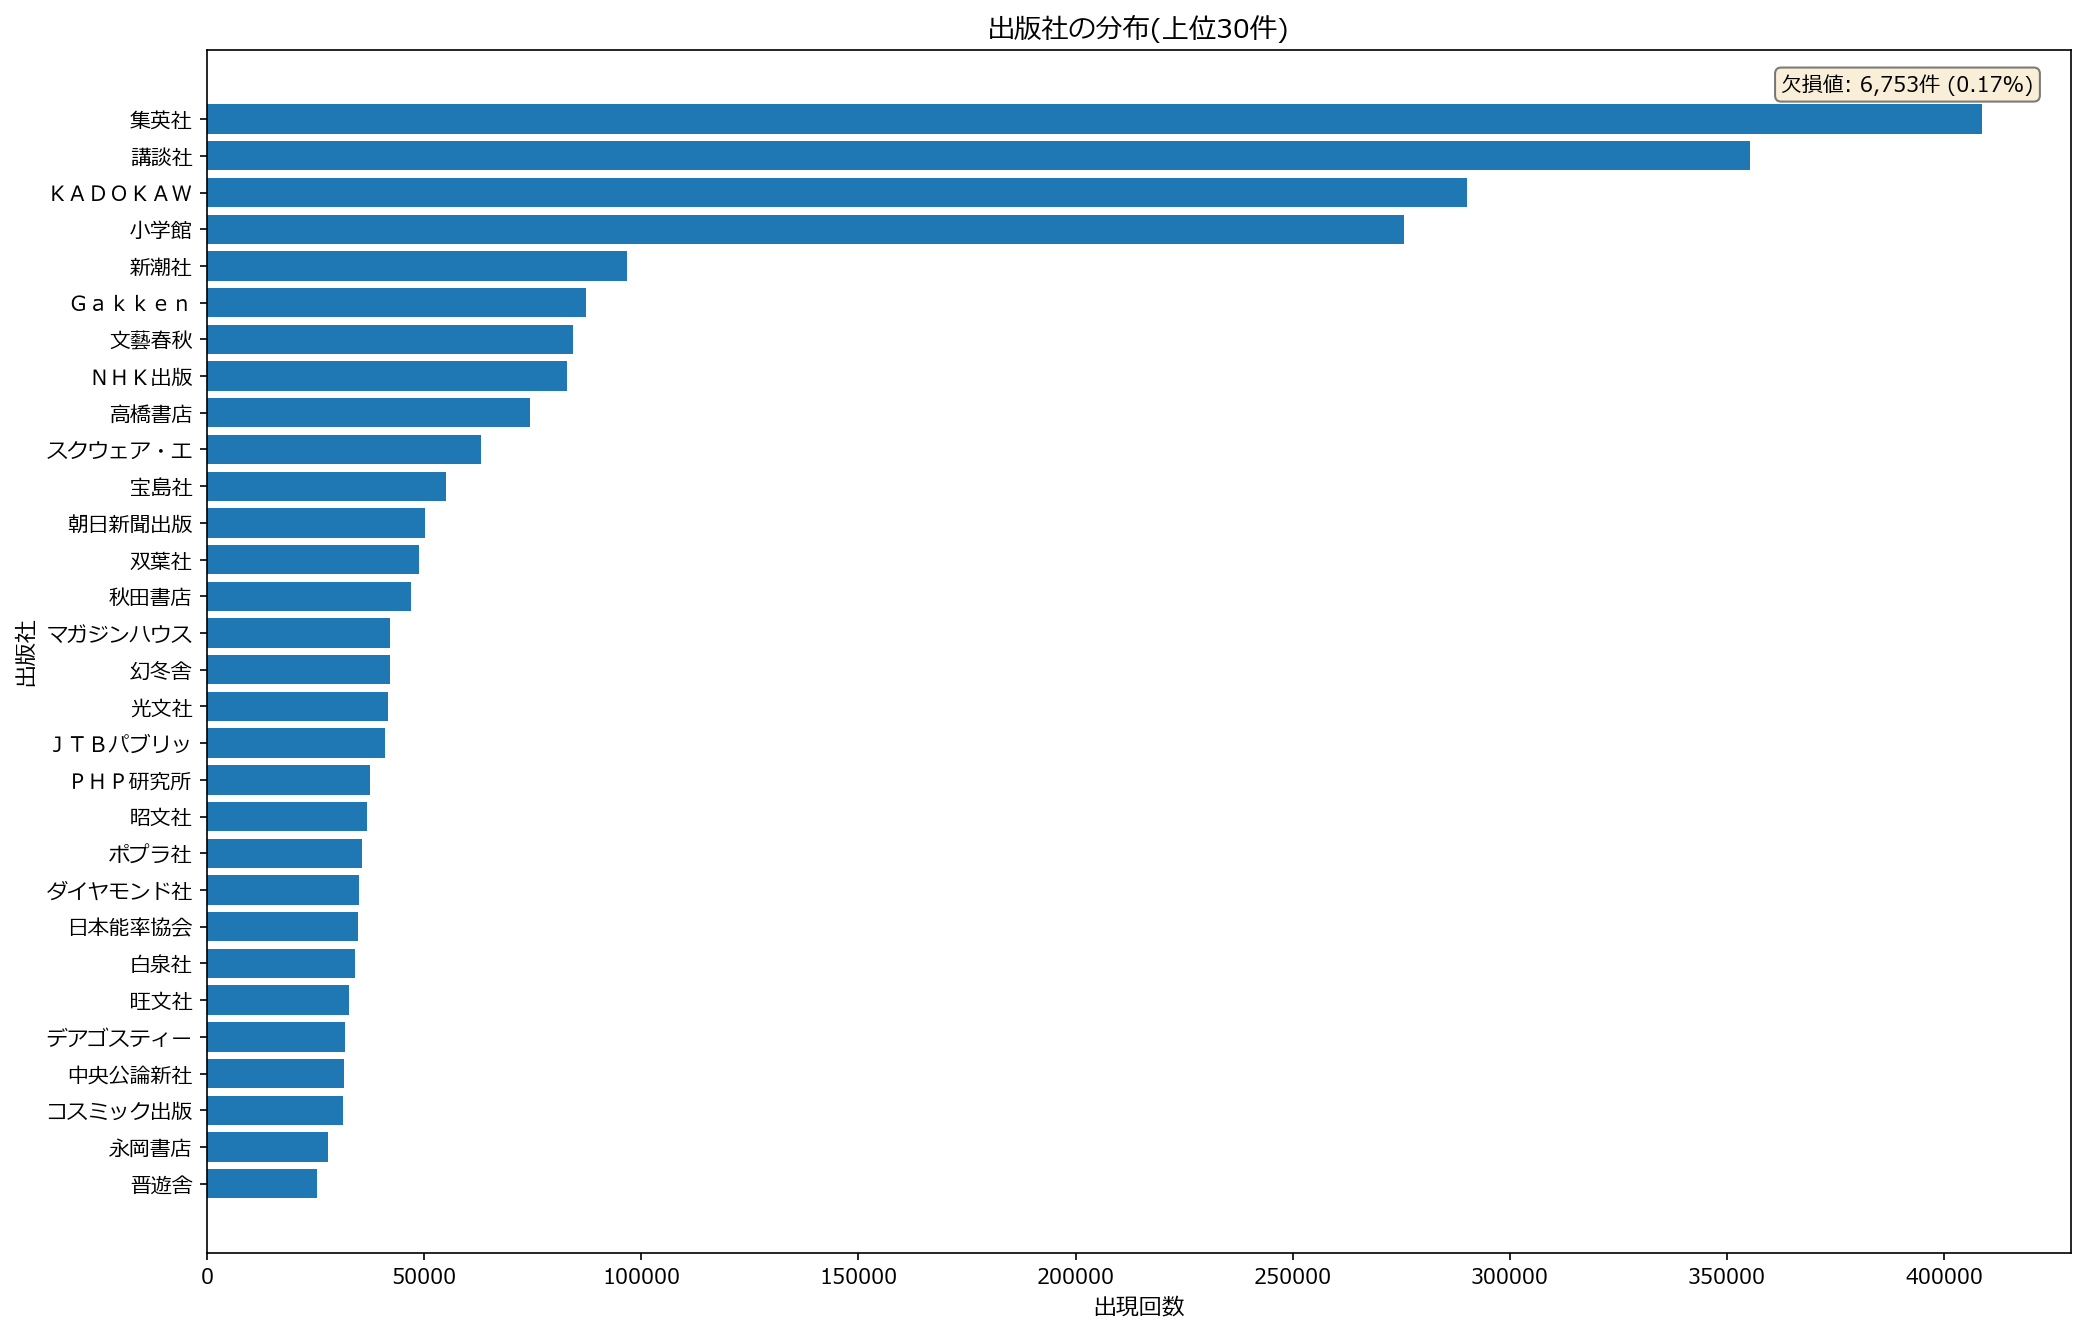 出版社の分布(上位30件)
欠損値: 6,753件 (0.17%)
集英社
講談社
ＫＡＤＯＫＡＷ
小学館
新潮社
Ｇａｋｋｅｎ
文藝春秋
ＮＨＫ出版
高橋書店
スクウェア・エ
宝島社
朝日新聞出版
双葉社
秋田書店
マガジンハウス
幻冬舎
光文社
ＪＴＢパブリッ
ＰＨＰ研究所
昭文社
ポプラ社
ダイヤモンド社
日本能率協会
白泉社
旺文社
デアゴスティー
中央公論新社
コスミック出版
永岡書店
晋遊舎
出版社
0 50000 100000 150000 200000 250000 300000 350000 400000
出現回数